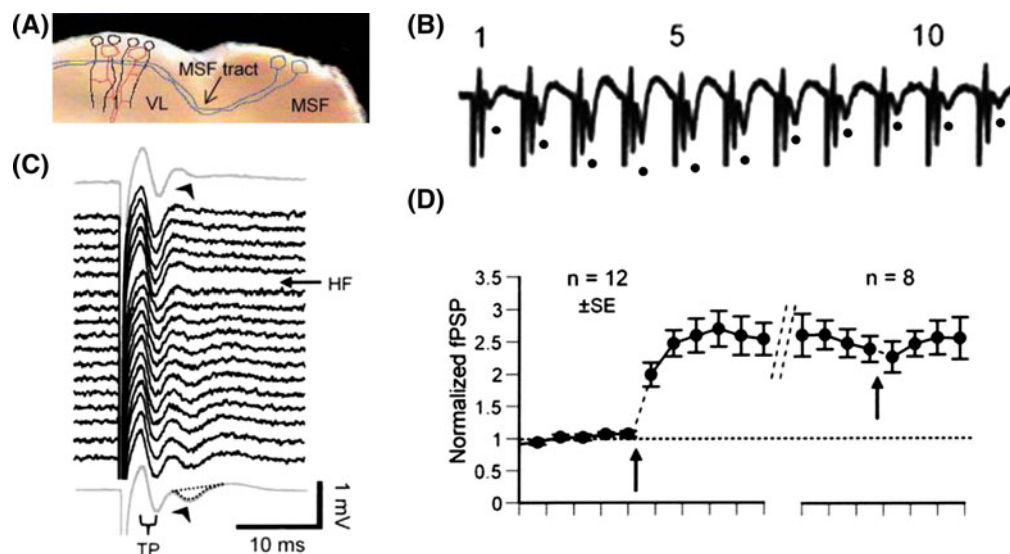 (A)
MSF tract
VL
MSF
(B)
1 5 10
(C)
HF
1 mV
10 ms
TP
(D)
Normalized fPSP
3.5
3
2.5
2
1.5
1
0.5
0
n = 12
±SE
n = 8